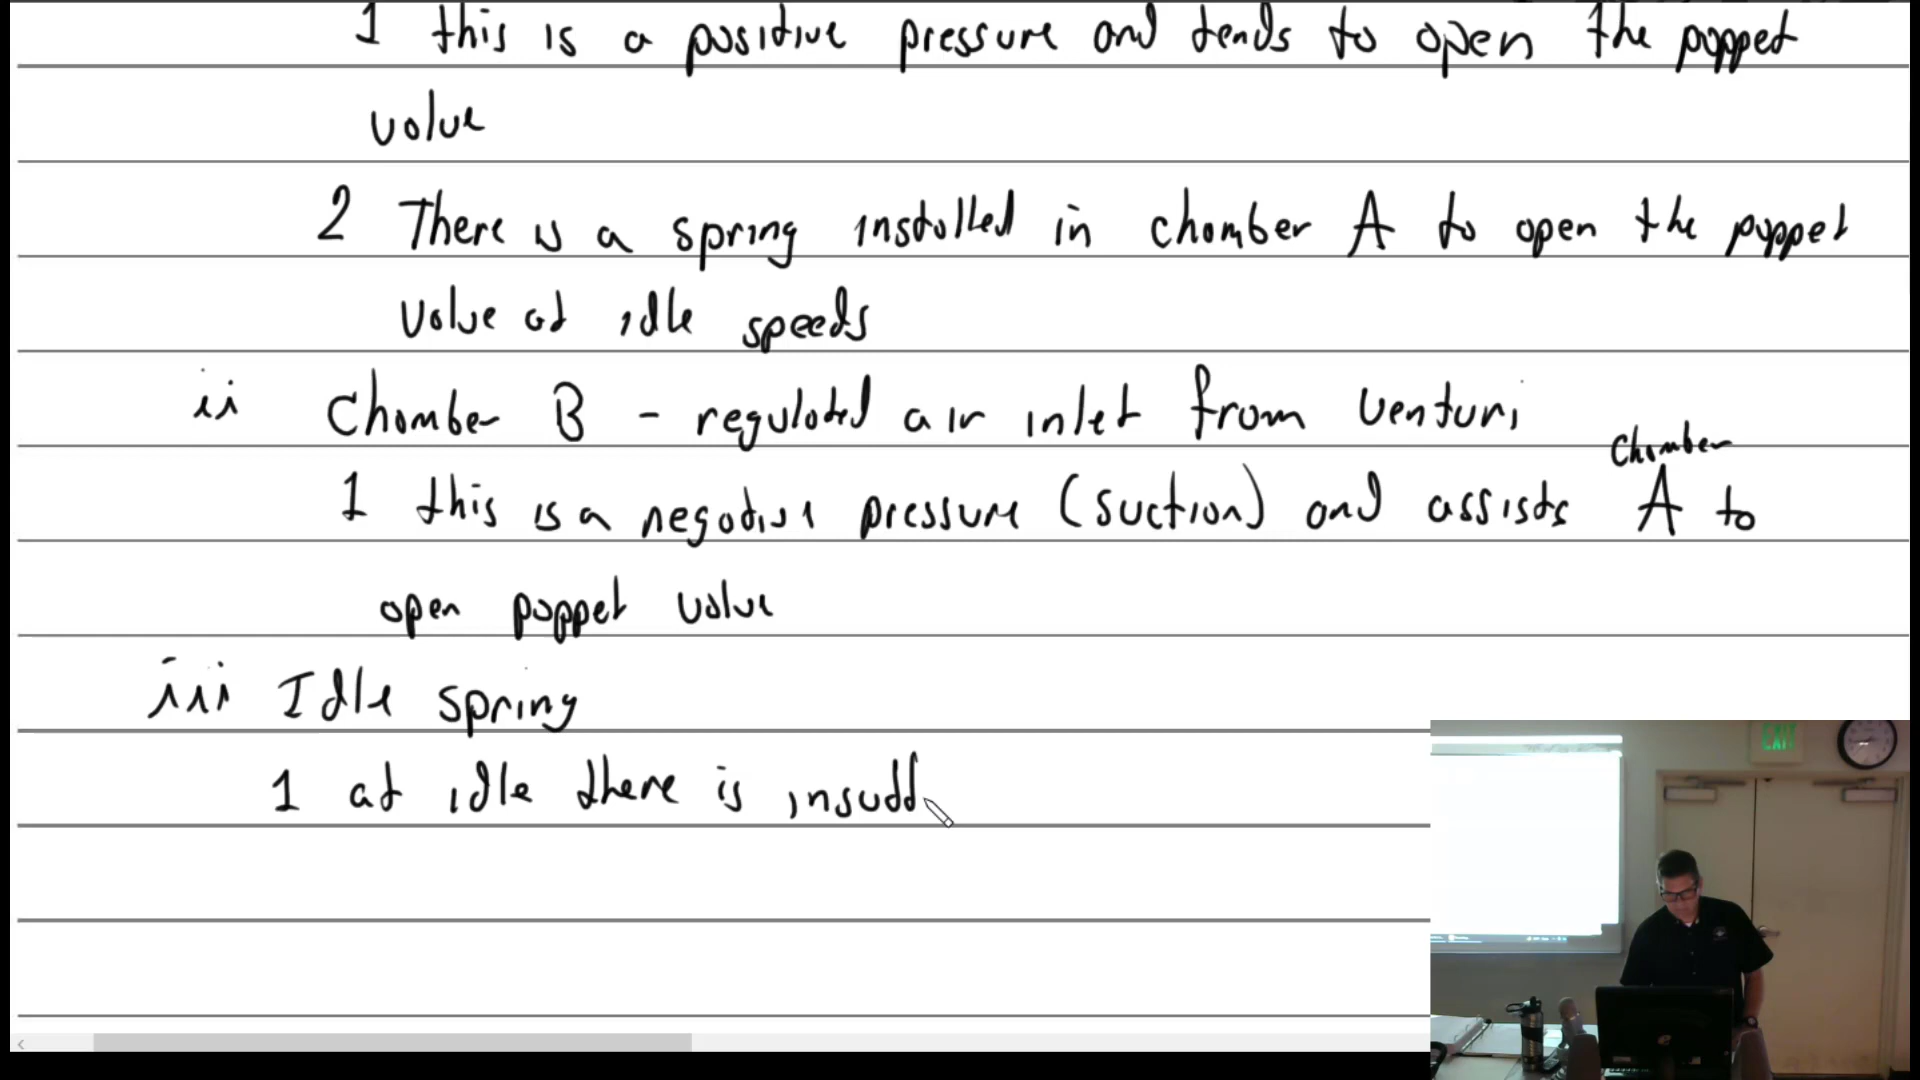 1 this is a positive pressure and tends to open the poppet
valve
2 There is a spring installed in chamber A to open the poppet
valve at idle speeds
ii Chamber B - regulated air inlet from venturi
chamber
1 this is a negative pressure (suction) and assists A to
open poppet valve
iii Idle spring
1 at idle there is insuff
EXIT